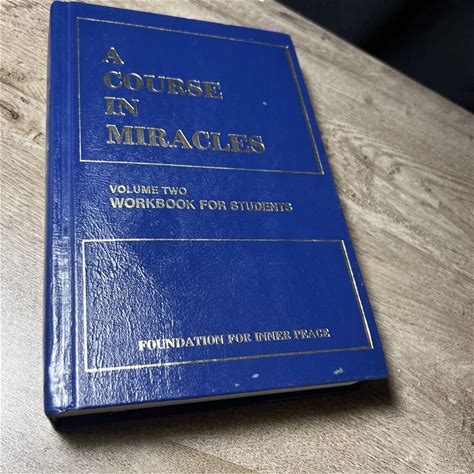 A
COURSE
IN
MIRACLES
VOLUME TWO
WORKBOOK FOR STUDENTS
FOUNDATION FOR INNER PEACE